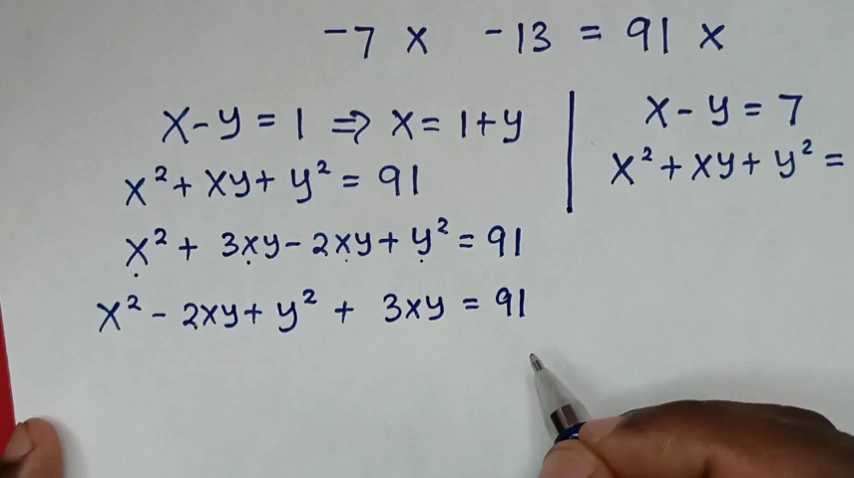 -7 x -13 = 91 x
x - y = 1 ⇒ x = 1 + y
x² + xy + y² = 91
x² + 3xy - 2xy + y² = 91
x² - 2xy + y² + 3xy = 91
x - y = 7
x² + xy + y² =